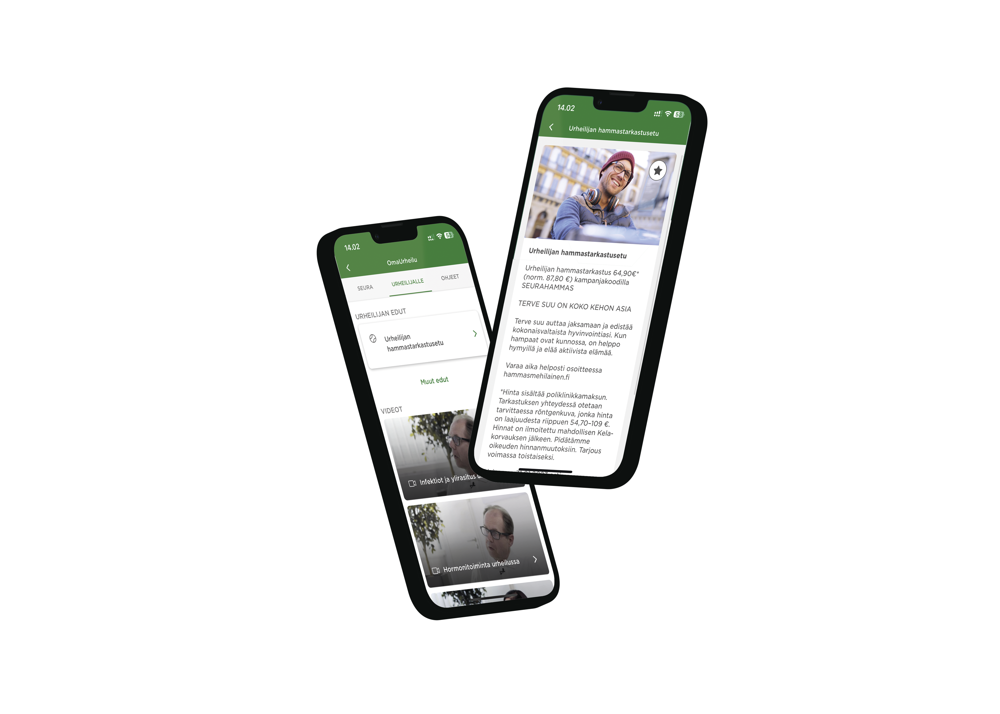 14.02
53
OmaUrheilu
SEURA
URHEILIJALLE
OHJEET
URHEILIJAN EDUT
Urheilijan
hammastarkastusetu
Muut edut
VIDEOT
Infektiot ja ylirasitus
Hormonitoiminta urheilussa
14.02
53
Urheilijan hammastarkastusetu
Urheilijan hammastarkastusetu
Urheilijan hammastarkastus 64,90€*
(norm. 87,80 €) kampanjakoodilla
SEURAHAMMAS
TERVE SUU ON KOKO KEHON ASIA
Terve suu auttaa jaksamaan ja edistää
kokonaisvaltaista hyvinvointiasi. Kun
hampaat ovat kunnossa, on helppo
hymyillä ja elää aktiivista elämää.
Varaa aika helposti osoitteessa
hammasmehilainen.fi
*Hinta sisältää poliklinikkamaksun.
Tarkastuksen yhteydessä otetaan
tarvittaessa röntgenkuva, jonka hinta
on laajuudesta riippuen 54,70–109 €.
Hinnat on ilmoitettu mahdollisen Kela-
korvauksen jälkeen. Pidätämme
oikeuden hinnanmuutoksiin. Tarjous
voimassa toistaiseksi.